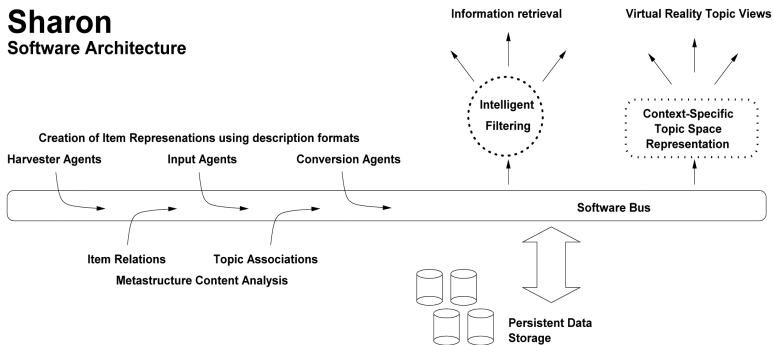 Sharon
Software Architecture
Information retrieval
Virtual Reality Topic Views
Intelligent
Filtering
Context-Specific
Topic Space
Representation
Creation of Item Represenations using description formats
Harvester Agents
Input Agents
Conversion Agents
Software Bus
Item Relations
Topic Associations
Metastructure Content Analysis
Persistent Data
Storage